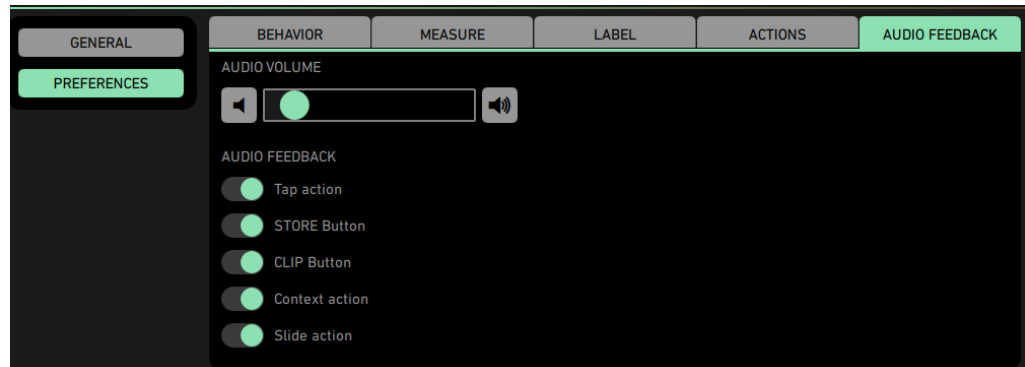 GENERAL
PREFERENCES
BEHAVIOR
MEASURE
LABEL
ACTIONS
AUDIO FEEDBACK
AUDIO VOLUME
AUDIO FEEDBACK
Tap action
STORE Button
CLIP Button
Context action
Slide action